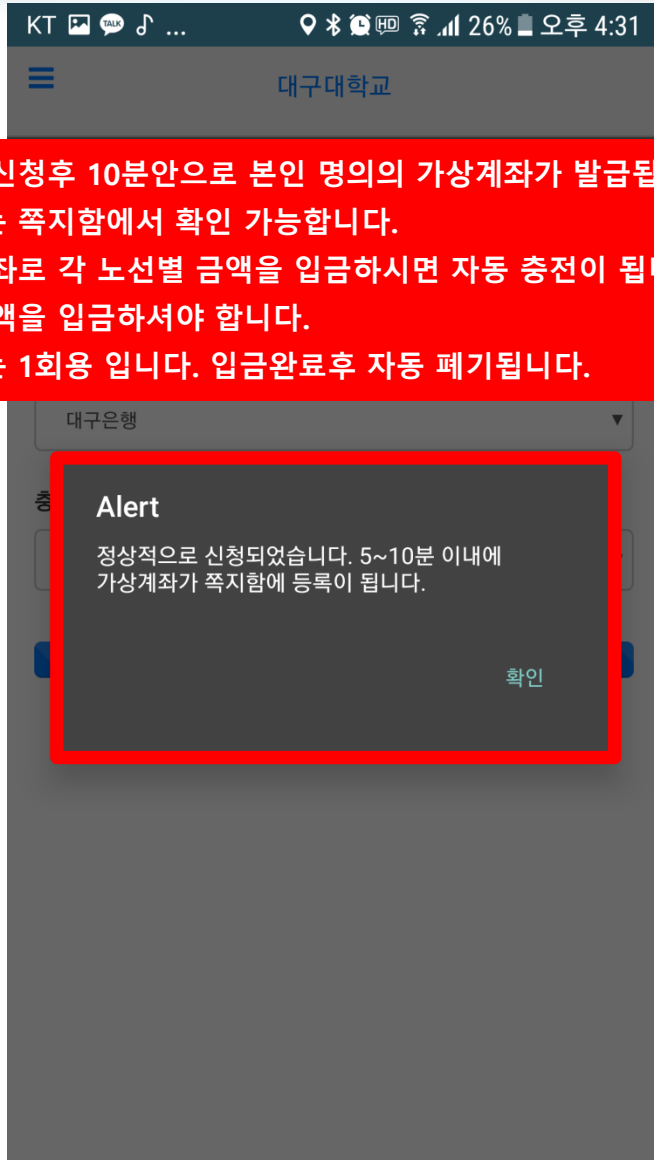 KT TALK ... HD 26% 오후 4:31
대구대학교
신청후 10분안으로 본인 명의의 가상계좌가 발급됩
는 쪽지함에서 확인 가능합니다.
좌로 각 노선별 금액을 입금하시면 자동 충전이 됩니
액을 입금하셔야 합니다.
는 1회용 입니다. 입금완료후 자동 폐기됩니다.
대구은행
충
Alert
정상적으로 신청되었습니다. 5~10분 이내에
가상계좌가 쪽지함에 등록이 됩니다.
확인